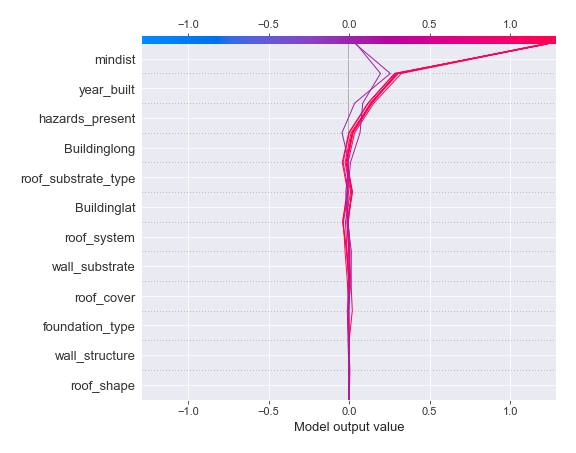 −1.0 −0.5 0.0 0.5 1.0
mindist
year_built
hazards_present
Buildinglong
roof_substrate_type
Buildinglat
roof_system
wall_substrate
roof_cover
foundation_type
wall_structure
roof_shape
−1.0 −0.5 0.0 0.5 1.0
Model output value